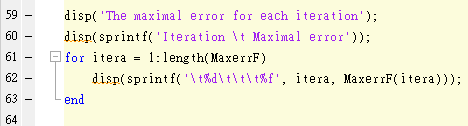 59 - disp('The maximal error for each iteration');
60 - disp(sprintf('Iteration \t Maximal error'));
61 - for itera = 1:length(MaxerrF)
62 - disp(sprintf('\t%d\t\t\t%f', itera, MaxerrF(itera)));
63 - end